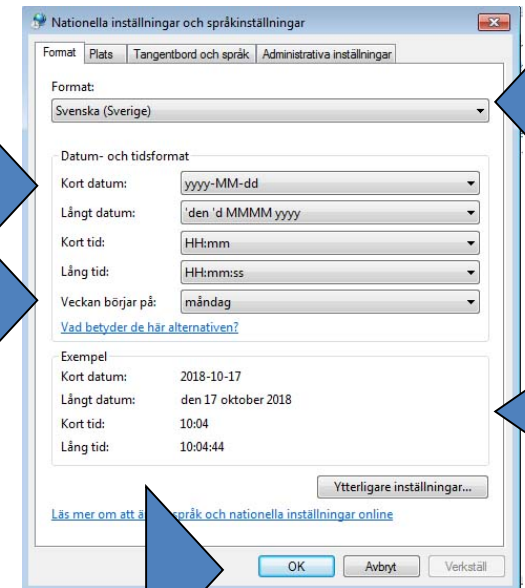 Nationella inställningar och språkinställningar
Format Plats Tangentbord och språk Administrativa inställningar
Format:
Svenska (Sverige)
Datum- och tidsformat
Kort datum: yyyy-MM-dd
Långt datum: 'den 'd MMMM yyyy
Kort tid: HH:mm
Lång tid: HH:mm:ss
Veckan börjar på: måndag
Vad betyder de här alternativen?
Exempel
Kort datum: 2018-10-17
Långt datum: den 17 oktober 2018
Kort tid: 10:04
Lång tid: 10:04:44
Ytterligare inställningar...
Läs mer om att språk och nationella inställningar online
OK Avbryt Verkställ